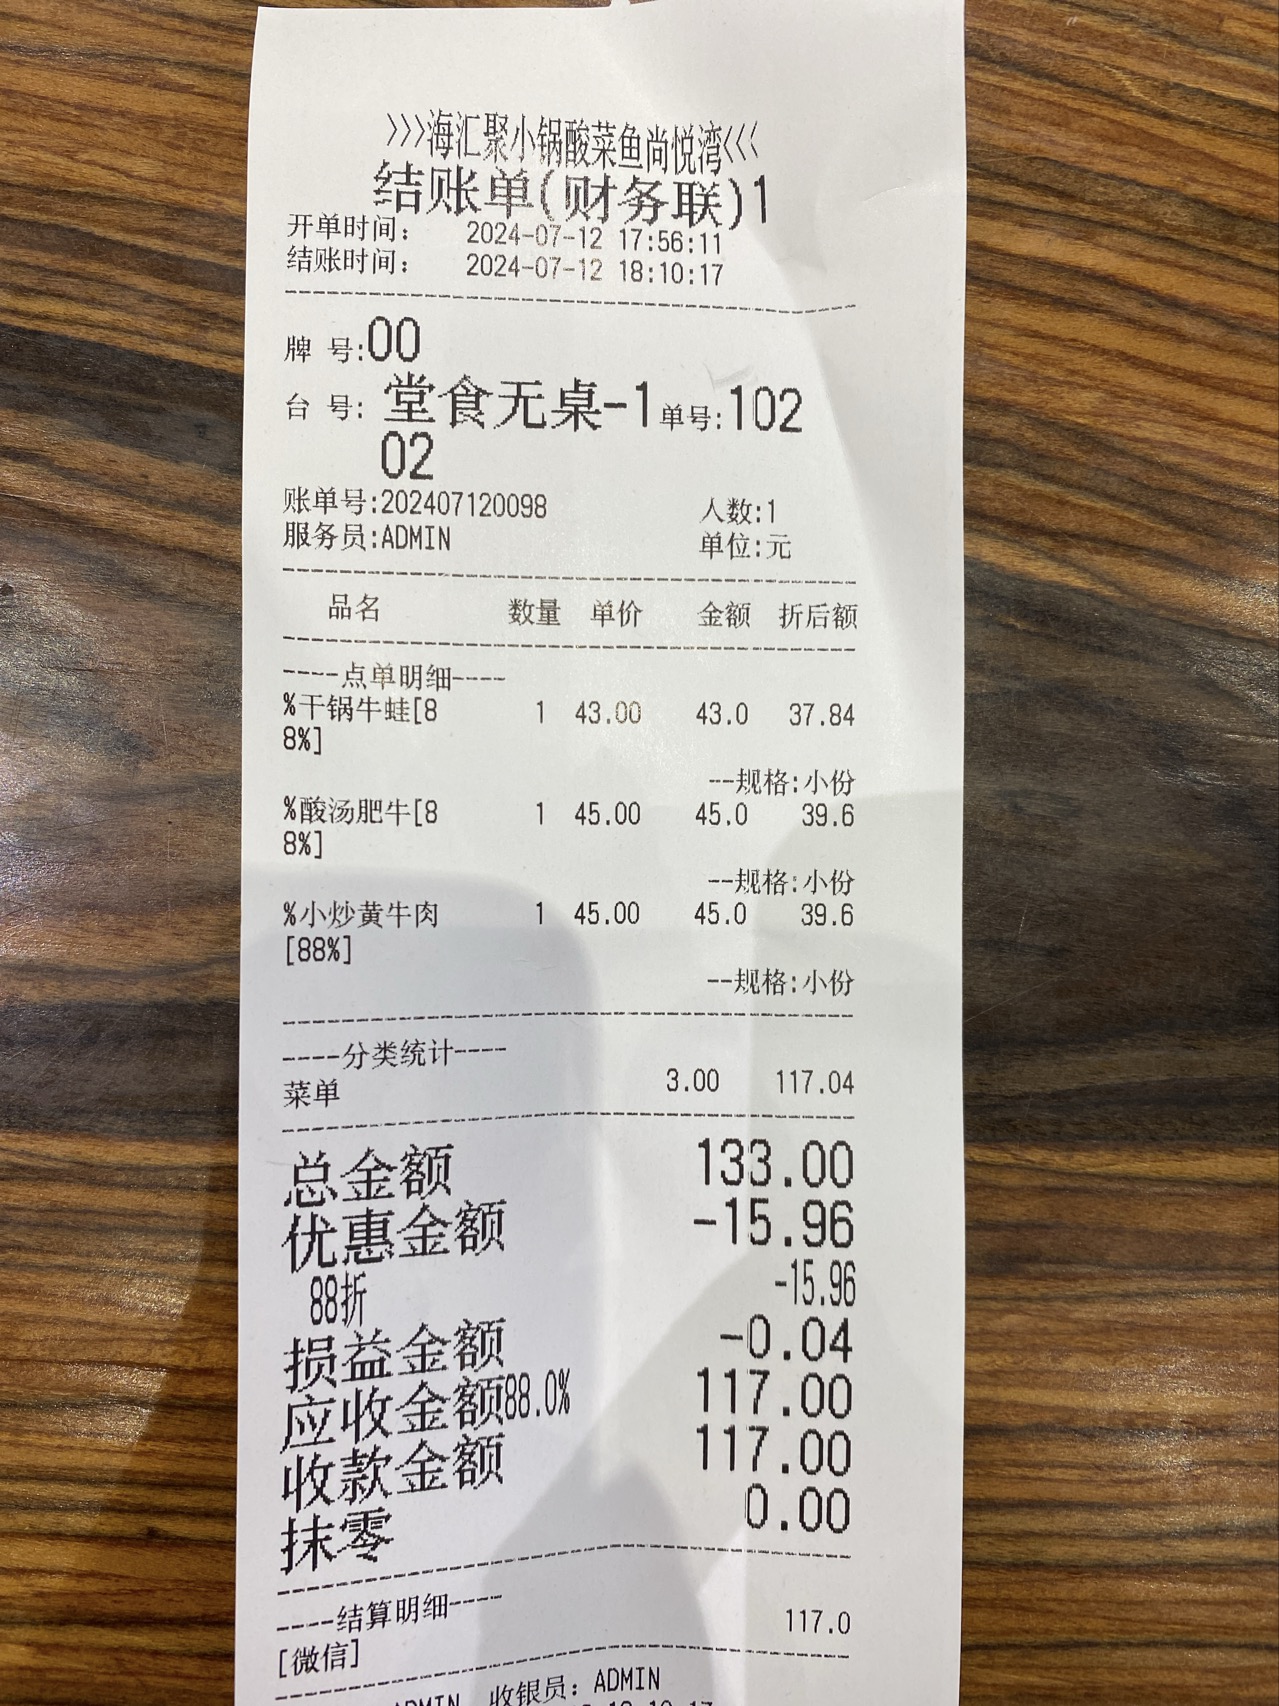 >>>海汇聚小锅酸菜鱼尚悦湾<<<
结账单(财务联)1
开单时间: 2024-07-12 17:56:11
结账时间: 2024-07-12 18:10:17
牌 号:00
台 号: 堂食无桌-1 单号:102
02
账单号:202407120098 人数:1
服务员:ADMIN 单位:元
品名 数量 单价 金额 折后额
----点单明细----
%干锅牛蛙[8 1 43.00 43.0 37.84
8%]
--规格:小份
%酸汤肥牛[8 1 45.00 45.0 39.6
8%]
--规格:小份
%小炒黄牛肉 1 45.00 45.0 39.6
[88%]
--规格:小份
----分类统计----
菜单 3.00 117.04
总金额 133.00
优惠金额 -15.96
88折 -15.96
损益金额 -0.04
应收金额88.0% 117.00
收款金额 117.00
抹零 0.00
----结算明细----
[微信] 117.0
ADMIN 收银员: ADMIN